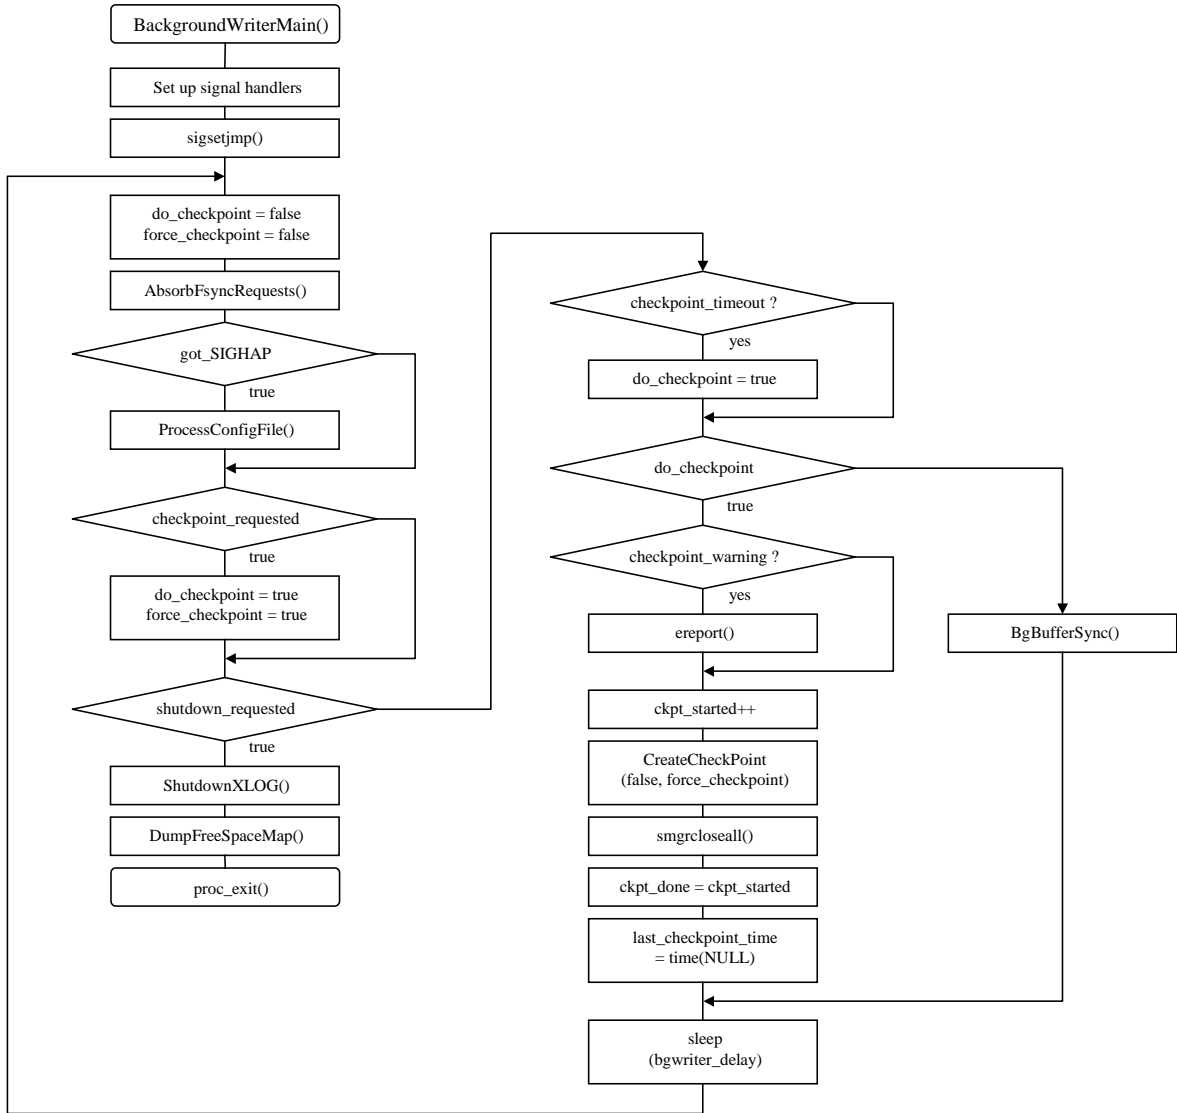 BackgroundWriterMain()
Set up signal handlers
sigsetjmp()
do_checkpoint = false
force_checkpoint = false
AbsorbFsyncRequests()
got_SIGHAP
true
ProcessConfigFile()
checkpoint_requested
true
do_checkpoint = true
force_checkpoint = true
shutdown_requested
true
ShutdownXLOG()
DumpFreeSpaceMap()
proc_exit()
checkpoint_timeout ?
yes
do_checkpoint = true
do_checkpoint
true
checkpoint_warning ?
yes
ereport()
BgBufferSync()
ckpt_started++
CreateCheckPoint
(false, force_checkpoint)
smgrcloseall()
ckpt_done = ckpt_started
last_checkpoint_time
= time(NULL)
sleep
(bgwriter_delay)